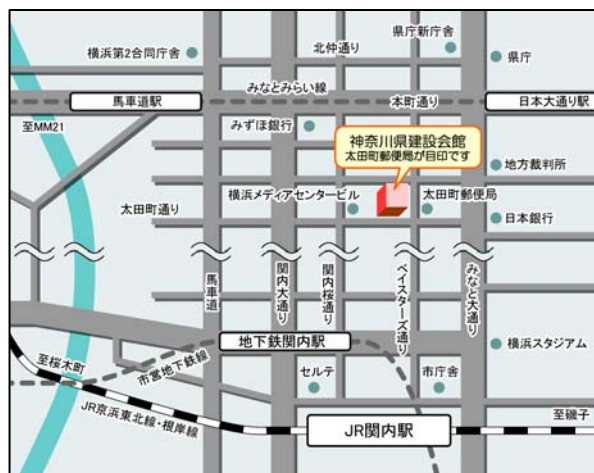 県庁新庁舎
北仲通り
横浜第2合同庁舎
県庁
みなとみらい線
馬車道駅
本町通り
日本大通り駅
至MM21
みずほ銀行
神奈川県建設会館
太田町郵便局が目印です
地方裁判所
横浜メディアセンタービル
太田町郵便局
太田町通り
日本銀行
馬車道
関内大通り
関内桜通り
ベイスターズ通り
みなと大通り
地下鉄関内駅
横浜スタジアム
至桜木町
市営地下鉄線
セルテ
市庁舎
JR京浜東北線・根岸線
JR関内駅
至磯子